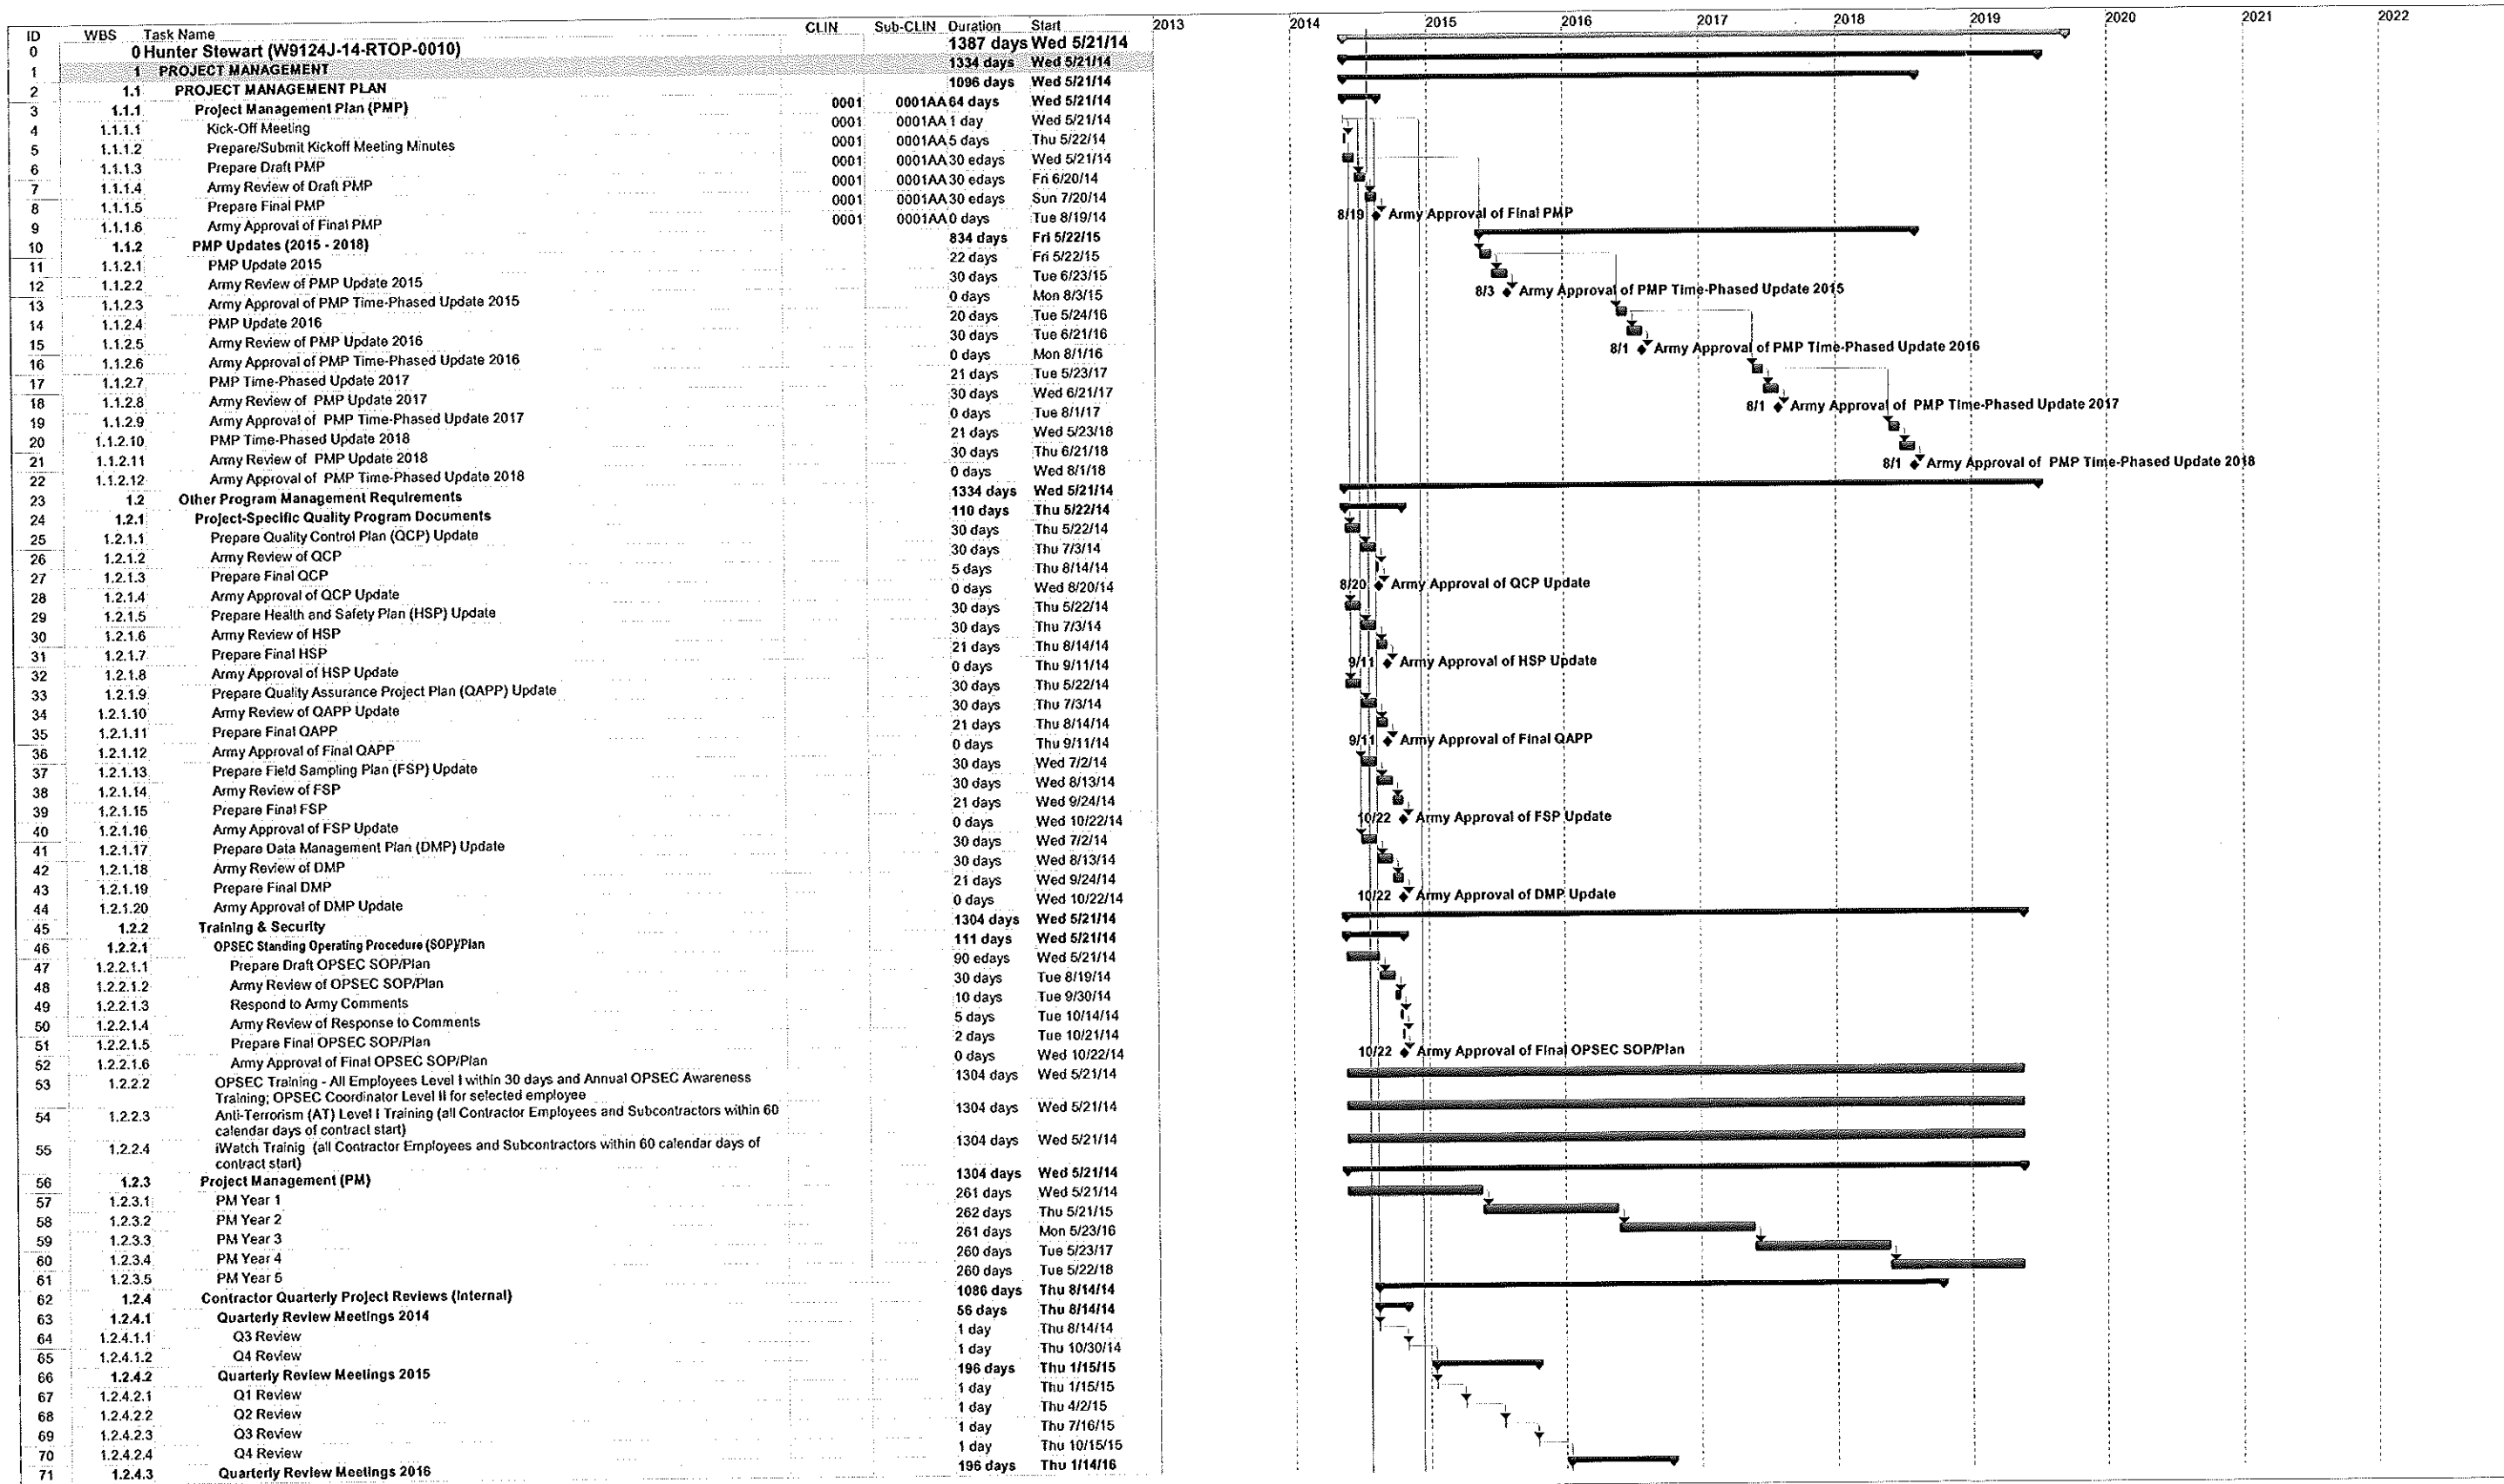 2013 2014 2015 2016 2017 2018 2019 2020 2021 2022
ID WBS Task Name CLIN Sub-CLIN Duration Start
0 0 Hunter Stewart (W9124J-14-RTOP-0010) 1387 days Wed 5/21/14
1 1 PROJECT MANAGEMENT 1334 days Wed 5/21/14
2 1.1 PROJECT MANAGEMENT PLAN 1096 days Wed 5/21/14
3 1.1.1 Project Management Plan (PMP) 0001 0001AA 64 days Wed 5/21/14
4 1.1.1.1 Kick-Off Meeting 0001 0001AA 1 day Wed 5/21/14
5 1.1.1.2 Prepare/Submit Kickoff Meeting Minutes 0001 0001AA 5 days Thu 5/22/14
6 1.1.1.3 Prepare Draft PMP 0001 0001AA 30 edays Wed 5/21/14
7 1.1.1.4 Army Review of Draft PMP 0001 0001AA 30 edays Fri 6/20/14
8 1.1.1.5 Prepare Final PMP 0001 0001AA 30 edays Sun 7/20/14
9 1.1.1.6 Army Approval of Final PMP 0001 0001AA 0 days Tue 8/19/14 8/19 Army Approval of Final PMP
10 1.1.2 PMP Updates (2015 - 2018) 834 days Fri 5/22/15
11 1.1.2.1 PMP Update 2015 22 days Fri 5/22/15
12 1.1.2.2 Army Review of PMP Update 2015 30 days Tue 6/23/15
13 1.1.2.3 Army Approval of PMP Time-Phased Update 2015 0 days Mon 8/3/15 8/3 Army Approval of PMP Time-Phased Update 2015
14 1.1.2.4 PMP Update 2016 20 days Tue 5/24/16
15 1.1.2.5 Army Review of PMP Update 2016 30 days Tue 6/21/16
16 1.1.2.6 Army Approval of PMP Time-Phased Update 2016 0 days Mon 8/1/16 8/1 Army Approval of PMP Time-Phased Update 2016
17 1.1.2.7 PMP Time-Phased Update 2017 21 days Tue 5/23/17
18 1.1.2.8 Army Review of PMP Update 2017 30 days Wed 6/21/17
19 1.1.2.9 Army Approval of PMP Time-Phased Update 2017 0 days Tue 8/1/17 8/1 Army Approval of PMP Time-Phased Update 2017
20 1.1.2.10 PMP Time-Phased Update 2018 21 days Wed 5/23/18
21 1.1.2.11 Army Review of PMP Update 2018 30 days Thu 6/21/18
22 1.1.2.12 Army Approval of PMP Time-Phased Update 2018 0 days Wed 8/1/18 8/1 Army Approval of PMP Time-Phased Update 2018
23 1.2 Other Program Management Requirements 1334 days Wed 5/21/14
24 1.2.1 Project-Specific Quality Program Documents 110 days Thu 5/22/14
25 1.2.1.1 Prepare Quality Control Plan (QCP) Update 30 days Thu 5/22/14
26 1.2.1.2 Army Review of QCP 30 days Thu 7/3/14
27 1.2.1.3 Prepare Final QCP 5 days Thu 8/14/14
28 1.2.1.4 Army Approval of QCP Update 0 days Wed 8/20/14 8/20 Army Approval of QCP Update
29 1.2.1.5 Prepare Health and Safety Plan (HSP) Update 30 days Thu 5/22/14
30 1.2.1.6 Army Review of HSP 30 days Thu 7/3/14
31 1.2.1.7 Prepare Final HSP 21 days Thu 8/14/14
32 1.2.1.8 Army Approval of HSP Update 0 days Thu 9/11/14 9/11 Army Approval of HSP Update
33 1.2.1.9 Prepare Quality Assurance Project Plan (QAPP) Update 30 days Thu 5/22/14
34 1.2.1.10 Army Review of QAPP Update 30 days Thu 7/3/14
35 1.2.1.11 Prepare Final QAPP 21 days Thu 8/14/14
36 1.2.1.12 Army Approval of Final QAPP 0 days Thu 9/11/14 9/11 Army Approval of Final QAPP
37 1.2.1.13 Prepare Field Sampling Plan (FSP) Update 30 days Wed 7/2/14
38 1.2.1.14 Army Review of FSP 30 days Wed 8/13/14
39 1.2.1.15 Prepare Final FSP 21 days Wed 9/24/14
40 1.2.1.16 Army Approval of FSP Update 0 days Wed 10/22/14 10/22 Army Approval of FSP Update
41 1.2.1.17 Prepare Data Management Plan (DMP) Update 30 days Wed 7/2/14
42 1.2.1.18 Army Review of DMP 30 days Wed 8/13/14
43 1.2.1.19 Prepare Final DMP 21 days Wed 9/24/14
44 1.2.1.20 Army Approval of DMP Update 0 days Wed 10/22/14 10/22 Army Approval of DMP Update
45 1.2.2 Training & Security 1304 days Wed 5/21/14
46 1.2.2.1 OPSEC Standing Operating Procedure (SOP)/Plan 111 days Wed 5/21/14
47 1.2.2.1.1 Prepare Draft OPSEC SOP/Plan 90 edays Wed 5/21/14
48 1.2.2.1.2 Army Review of OPSEC SOP/Plan 30 days Tue 8/19/14
49 1.2.2.1.3 Respond to Army Comments 10 days Tue 9/30/14
50 1.2.2.1.4 Army Review of Response to Comments 5 days Tue 10/14/14
51 1.2.2.1.5 Prepare Final OPSEC SOP/Plan 2 days Tue 10/21/14
52 1.2.2.1.6 Army Approval of Final OPSEC SOP/Plan 0 days Wed 10/22/14 10/22 Army Approval of Final OPSEC SOP/Plan
53 1.2.2.2 OPSEC Training - All Employees Level I within 30 days and Annual OPSEC Awareness 1304 days Wed 5/21/14
Training; OPSEC Coordinator Level II for selected employee
54 1.2.2.3 Anti-Terrorism (AT) Level I Training (all Contractor Employees and Subcontractors within 60 1304 days Wed 5/21/14
calendar days of contract start)
55 1.2.2.4 iWatch Trainig (all Contractor Employees and Subcontractors within 60 calendar days of 1304 days Wed 5/21/14
contract start)
56 1.2.3 Project Management (PM) 1304 days Wed 5/21/14
57 1.2.3.1 PM Year 1 261 days Wed 5/21/14
58 1.2.3.2 PM Year 2 262 days Thu 5/21/15
59 1.2.3.3 PM Year 3 261 days Mon 5/23/16
60 1.2.3.4 PM Year 4 260 days Tue 5/23/17
61 1.2.3.5 PM Year 5 260 days Tue 5/22/18
62 1.2.4 Contractor Quarterly Project Reviews (Internal) 1086 days Thu 8/14/14
63 1.2.4.1 Quarterly Review Meetings 2014 56 days Thu 8/14/14
64 1.2.4.1.1 Q3 Review 1 day Thu 8/14/14
65 1.2.4.1.2 Q4 Review 1 day Thu 10/30/14
66 1.2.4.2 Quarterly Review Meetings 2015 196 days Thu 1/15/15
67 1.2.4.2.1 Q1 Review 1 day Thu 1/15/15
68 1.2.4.2.2 Q2 Review 1 day Thu 4/2/15
69 1.2.4.2.3 Q3 Review 1 day Thu 7/16/15
70 1.2.4.2.4 Q4 Review 1 day Thu 10/15/15
71 1.2.4.3 Quarterly Review Meetings 2016 196 days Thu 1/14/16